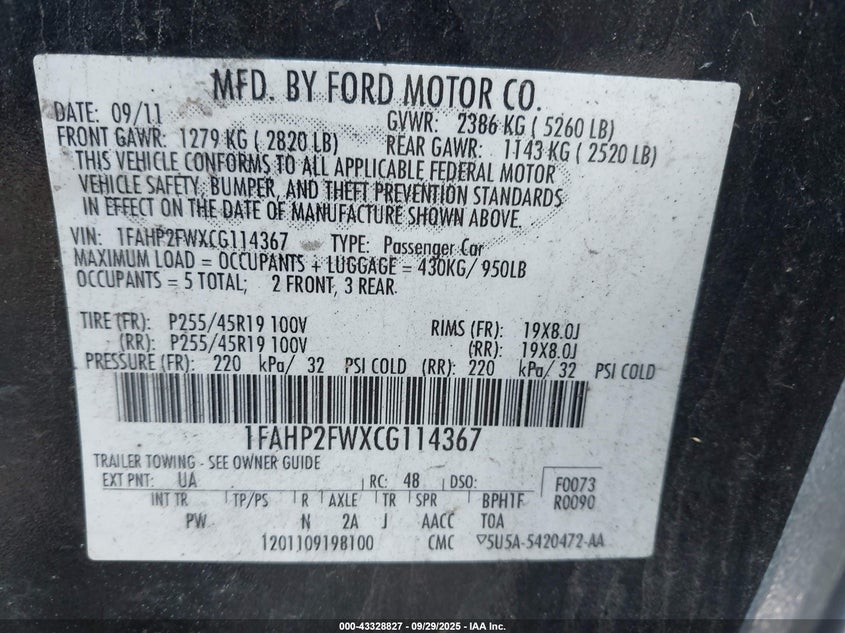 MFD. BY FORD MOTOR CO.
DATE: 09/11 GVWR: 2386 KG ( 5260 LB)
FRONT GAWR: 1279 KG ( 2820 LB) REAR GAWR: 1143 KG ( 2520 LB)
THIS VEHICLE CONFORMS TO ALL APPLICABLE FEDERAL MOTOR
VEHICLE SAFETY, BUMPER, AND THEFT PREVENTION STANDARDS
IN EFFECT ON THE DATE OF MANUFACTURE SHOWN ABOVE.
VIN: 1FAHP2FWXCG114367 TYPE: Passenger Car
MAXIMUM LOAD = OCCUPANTS + LUGGAGE = 430KG/ 950LB
OCCUPANTS = 5 TOTAL; 2 FRONT, 3 REAR
TIRE (FR): P255/45R19 100V RIMS (FR): 19X8.0J
(RR): P255/45R19 100V (RR): 19X8.0J
PRESSURE (FR): 220 kPa/ 32 PSI COLD (RR): 220 kPa/ 32 PSI COLD
1FAHP2FWXCG114367
TRAILER TOWING - SEE OWNER GUIDE
EXT PNT: UA RC: 48 DSO: F0073
INT TR TP/PS R AXLE TR SPR BPH1F R0090
PW N 2A J AACC TOA
1201109198100 CMC ▽5U5A-5420472-AA
000-43328827 - 09/29/2025 - IAA Inc.